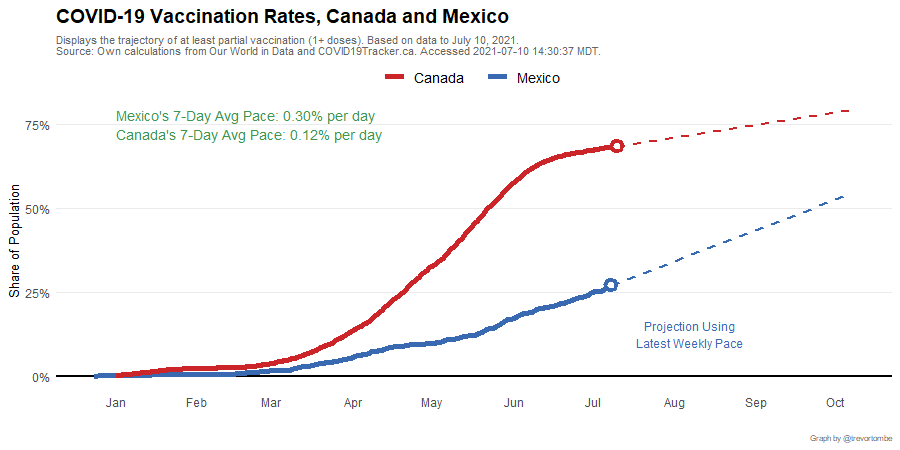 COVID-19 Vaccination Rates, Canada and Mexico
Displays the trajectory of at least partial vaccination (1+ doses). Based on data to July 10, 2021.
Source: Own calculations from Our World in Data and COVID19Tracker.ca. Accessed 2021-07-10 14:30:37 MDT.
Canada Mexico
Mexico's 7-Day Avg Pace: 0.30% per day
Canada's 7-Day Avg Pace: 0.12% per day
Share of Population
75%
50%
25%
0%
Projection Using
Latest Weekly Pace
Jan Feb Mar Apr May Jun Jul Aug Sep Oct
Graph by @trevortombe